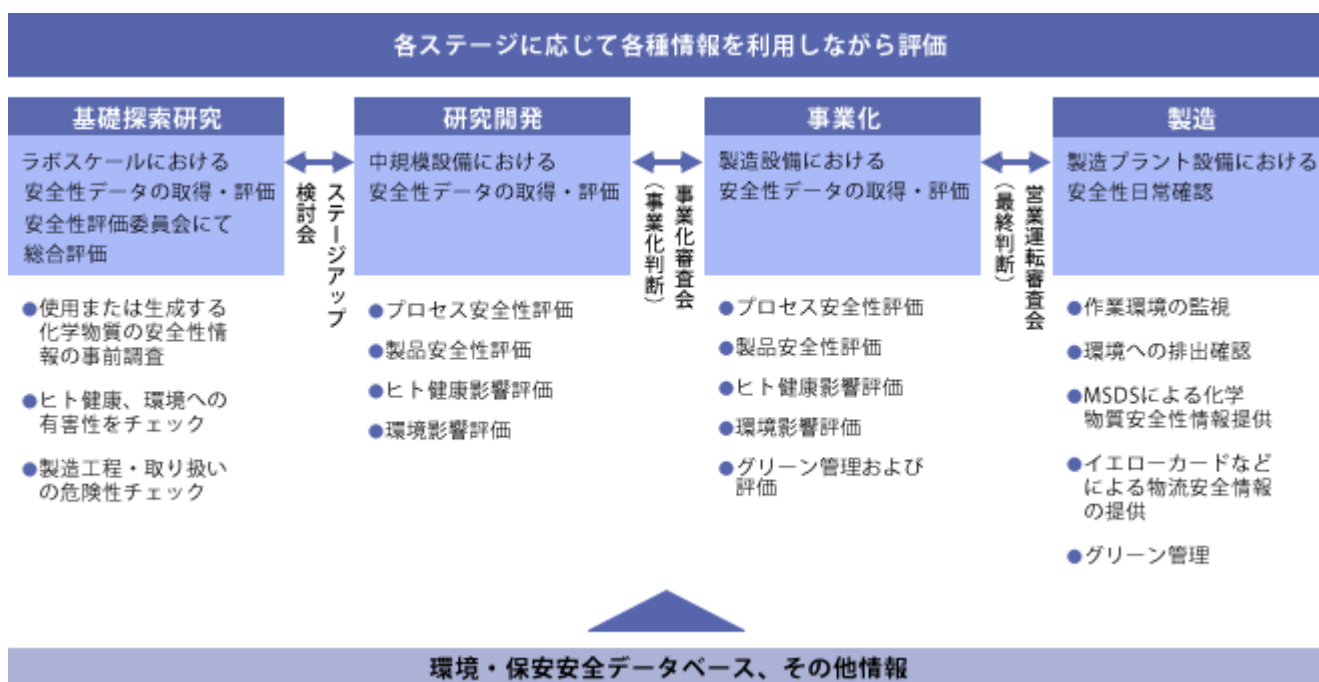 各ステージに応じて各種情報を利用しながら評価
基礎探索研究
ラボスケールにおける
安全性データの取得・評価
安全性評価委員会にて
総合評価
●使用または生成する
化学物質の安全性情
報の事前調査
●ヒト健康、環境への
有害性をチェック
●製造工程・取り扱い
の危険性チェック
ステージアップ
検討会
研究開発
中規模設備における
安全性データの取得・評価
●プロセス安全性評価
●製品安全性評価
●ヒト健康影響評価
●環境影響評価
事業化審査会
（事業化判断）
事業化
製造設備における
安全性データの取得・評価
●プロセス安全性評価
●製品安全性評価
●ヒト健康影響評価
●環境影響評価
●グリーン管理および
評価
営業運転審査会
（最終判断）
製造
製造プラント設備における
安全性日常確認
●作業環境の監視
●環境への排出確認
●MSDSによる化学
物質安全性情報提供
●イエローカードなど
による物流安全情報
の提供
●グリーン管理
環境・保安安全データベース、その他情報